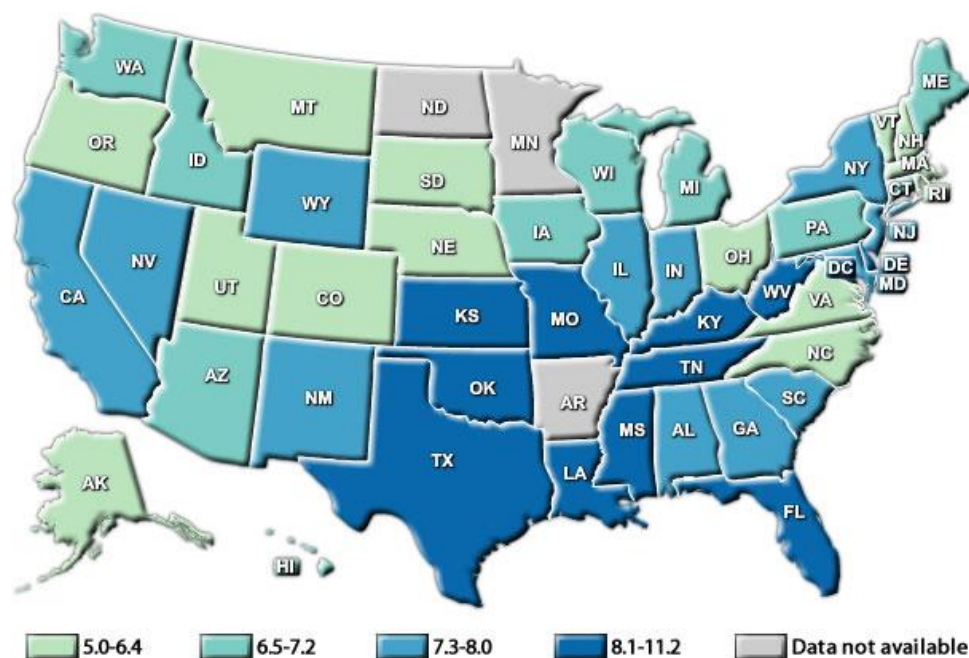 WA
MT
ND
MN
ME
VT
NH
OR
ID
SD
WI
MI
NY
MA
CT
RI
WY
NE
IA
PA
NJ
NV
UT
CO
IL
IN
OH
DE
DC
MD
CA
KS
MO
KY
WV
VA
AZ
NM
OK
AR
TN
NC
TX
LA
MS
AL
GA
SC
AK
HI
FL
5.0-6.4
6.5-7.2
7.3-8.0
8.1-11.2
Data not available